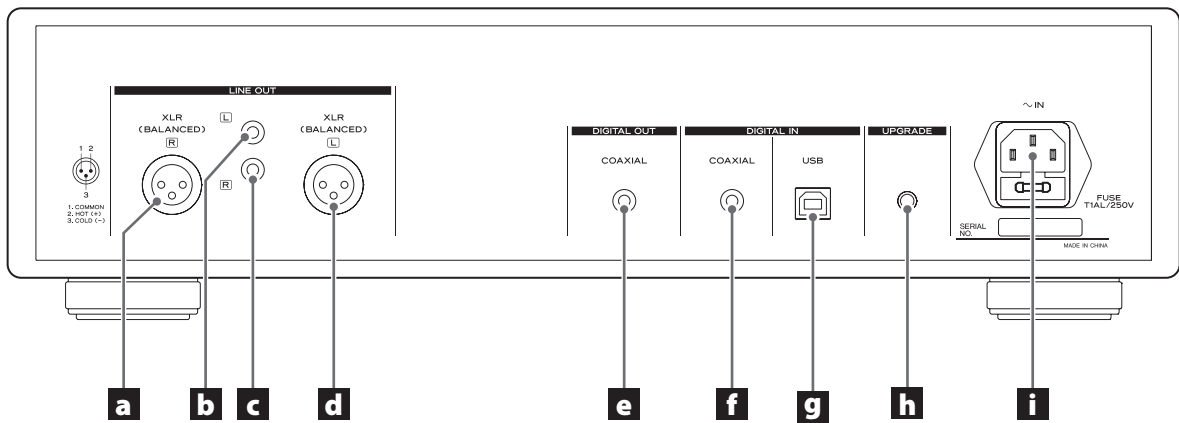 LINE OUT
XLR
(BALANCED)
R
L
R
XLR
(BALANCED)
L
1 2
3
1. COMMON
2. HOT (+)
3. COLD (−)
DIGITAL OUT
COAXIAL
DIGITAL IN
COAXIAL
USB
UPGRADE
∼ IN
FUSE
T1AL/250V
SERIAL
NO.
MADE IN CHINA
a b c d e f g h i